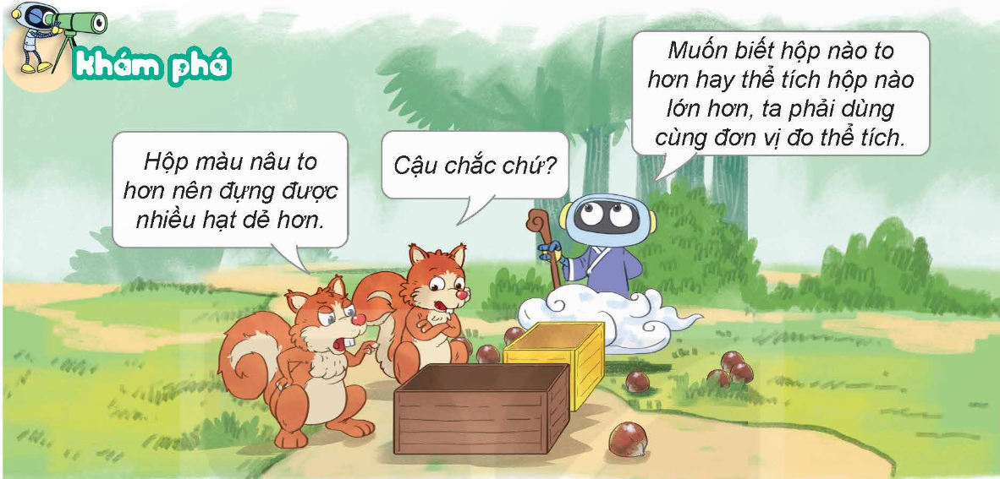 khám phá
Hộp màu nâu to
hơn nên đựng được
nhiều hạt dẻ hơn.
Cậu chắc chứ?
Muốn biết hộp nào to
hơn hay thể tích hộp nào
lớn hơn, ta phải dùng
cùng đơn vị đo thể tích.